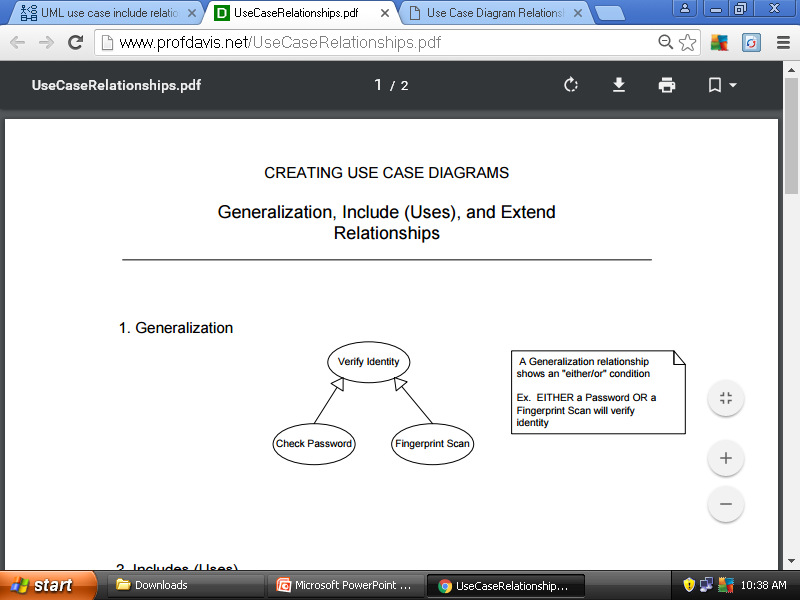 UML use case include relatio
UseCaseRelationships.pdf
Use Case Diagram Relations
www.profdavis.net/UseCaseRelationships.pdf
UseCaseRelationships.pdf
1 / 2
CREATING USE CASE DIAGRAMS
Generalization, Include (Uses), and Extend
Relationships
1. Generalization
Verify Identity
Check Password
Fingerprint Scan
A Generalization relationship
shows an "either/or" condition
Ex. EITHER a Password OR a
Fingerprint Scan will verify
identity
2. Includes (Uses)
start
Downloads
Microsoft PowerPoint ...
UseCaseRelationship...
10:38 AM